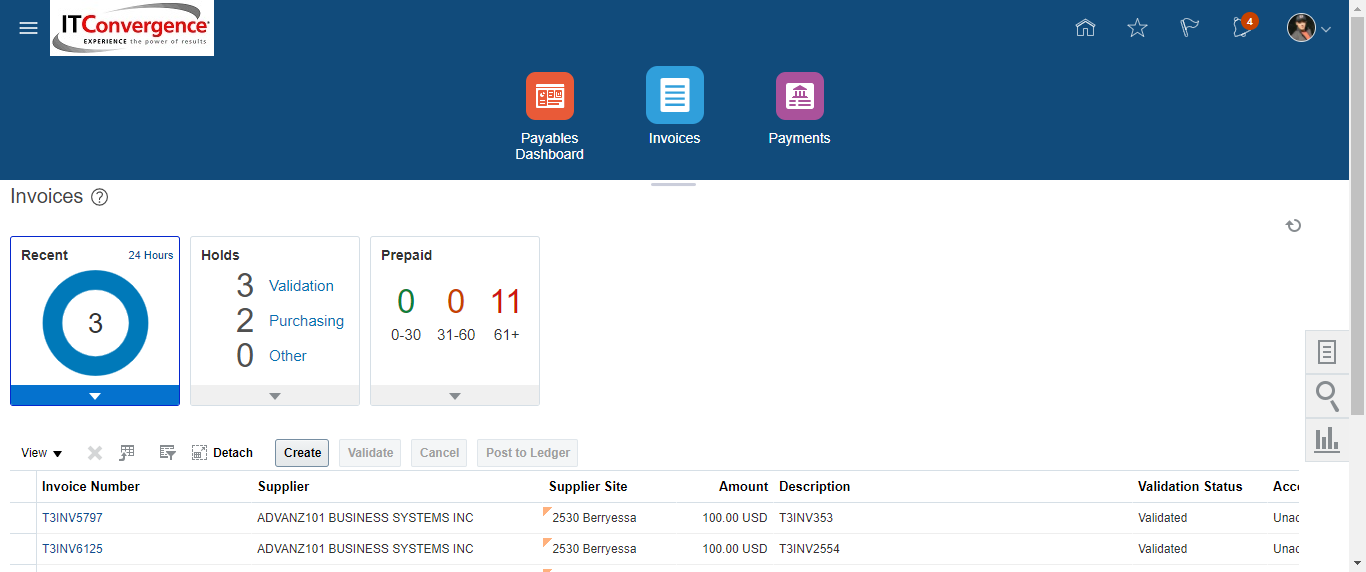 ITConvergence
EXPERIENCE the power of results
4
Payables
Dashboard
Invoices
Payments
Invoices ?
Recent 24 Hours
3
Holds
3 Validation
2 Purchasing
0 Other
Prepaid
0 0 11
0-30 31-60 61+
View Detach Create Validate Cancel Post to Ledger
Invoice Number Supplier Supplier Site Amount Description Validation Status Acco
T3INV5797 ADVANZ101 BUSINESS SYSTEMS INC 2530 Berryessa 100.00 USD T3INV353 Validated Unac
T3INV6125 ADVANZ101 BUSINESS SYSTEMS INC 2530 Berryessa 100.00 USD T3INV2554 Validated Unac